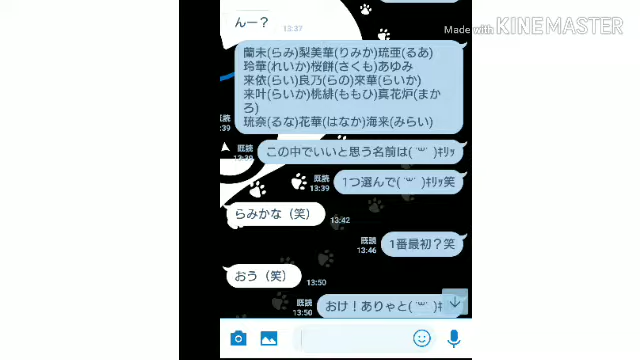 Made with KINEMASTER
んー？
13:37
蘭未(らみ)梨美華(りみか)琉亜(るあ)
玲華(れいか)桜餅(さくも)あゆみ
来依(らい)良乃(らの)來華(らいか)
来叶(らいか)桃緋(ももひ)真花炉(まか
ろ)
琉奈(るな)花華(はなか)海来(みらい)
既読
13:39
この中でいいと思う名前は(¯꒳¯)ｷﾘｯ
既読
13:39
1つ選んで(¯꒳¯)ｷﾘｯ笑
らみかな（笑）
13:42
既読
13:46
1番最初？笑
おう（笑）
13:50
既読
13:50
おけ！ありゃと(¯꒳¯)